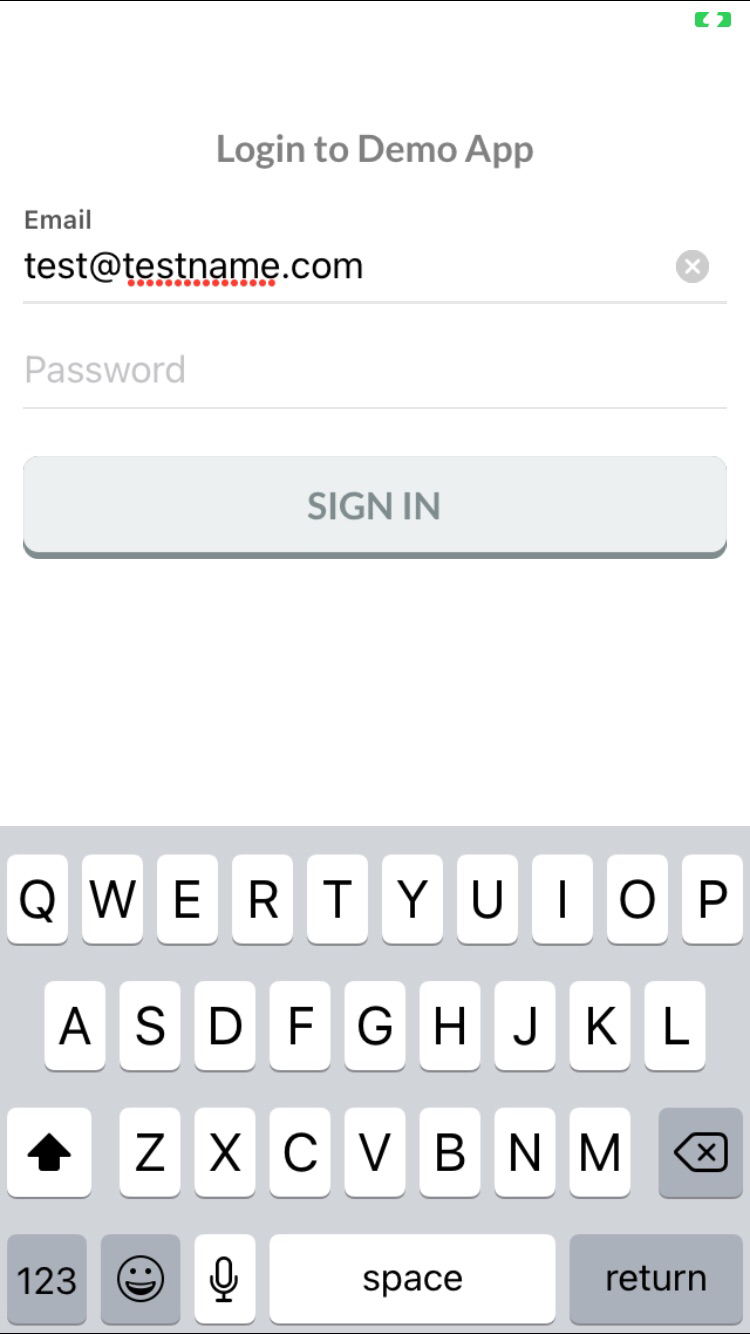 Login to Demo App
Email
test@testname.com
Password
SIGN IN
Q W E R T Y U I O P
A S D F G H J K L
Z X C V B N M
123 space return